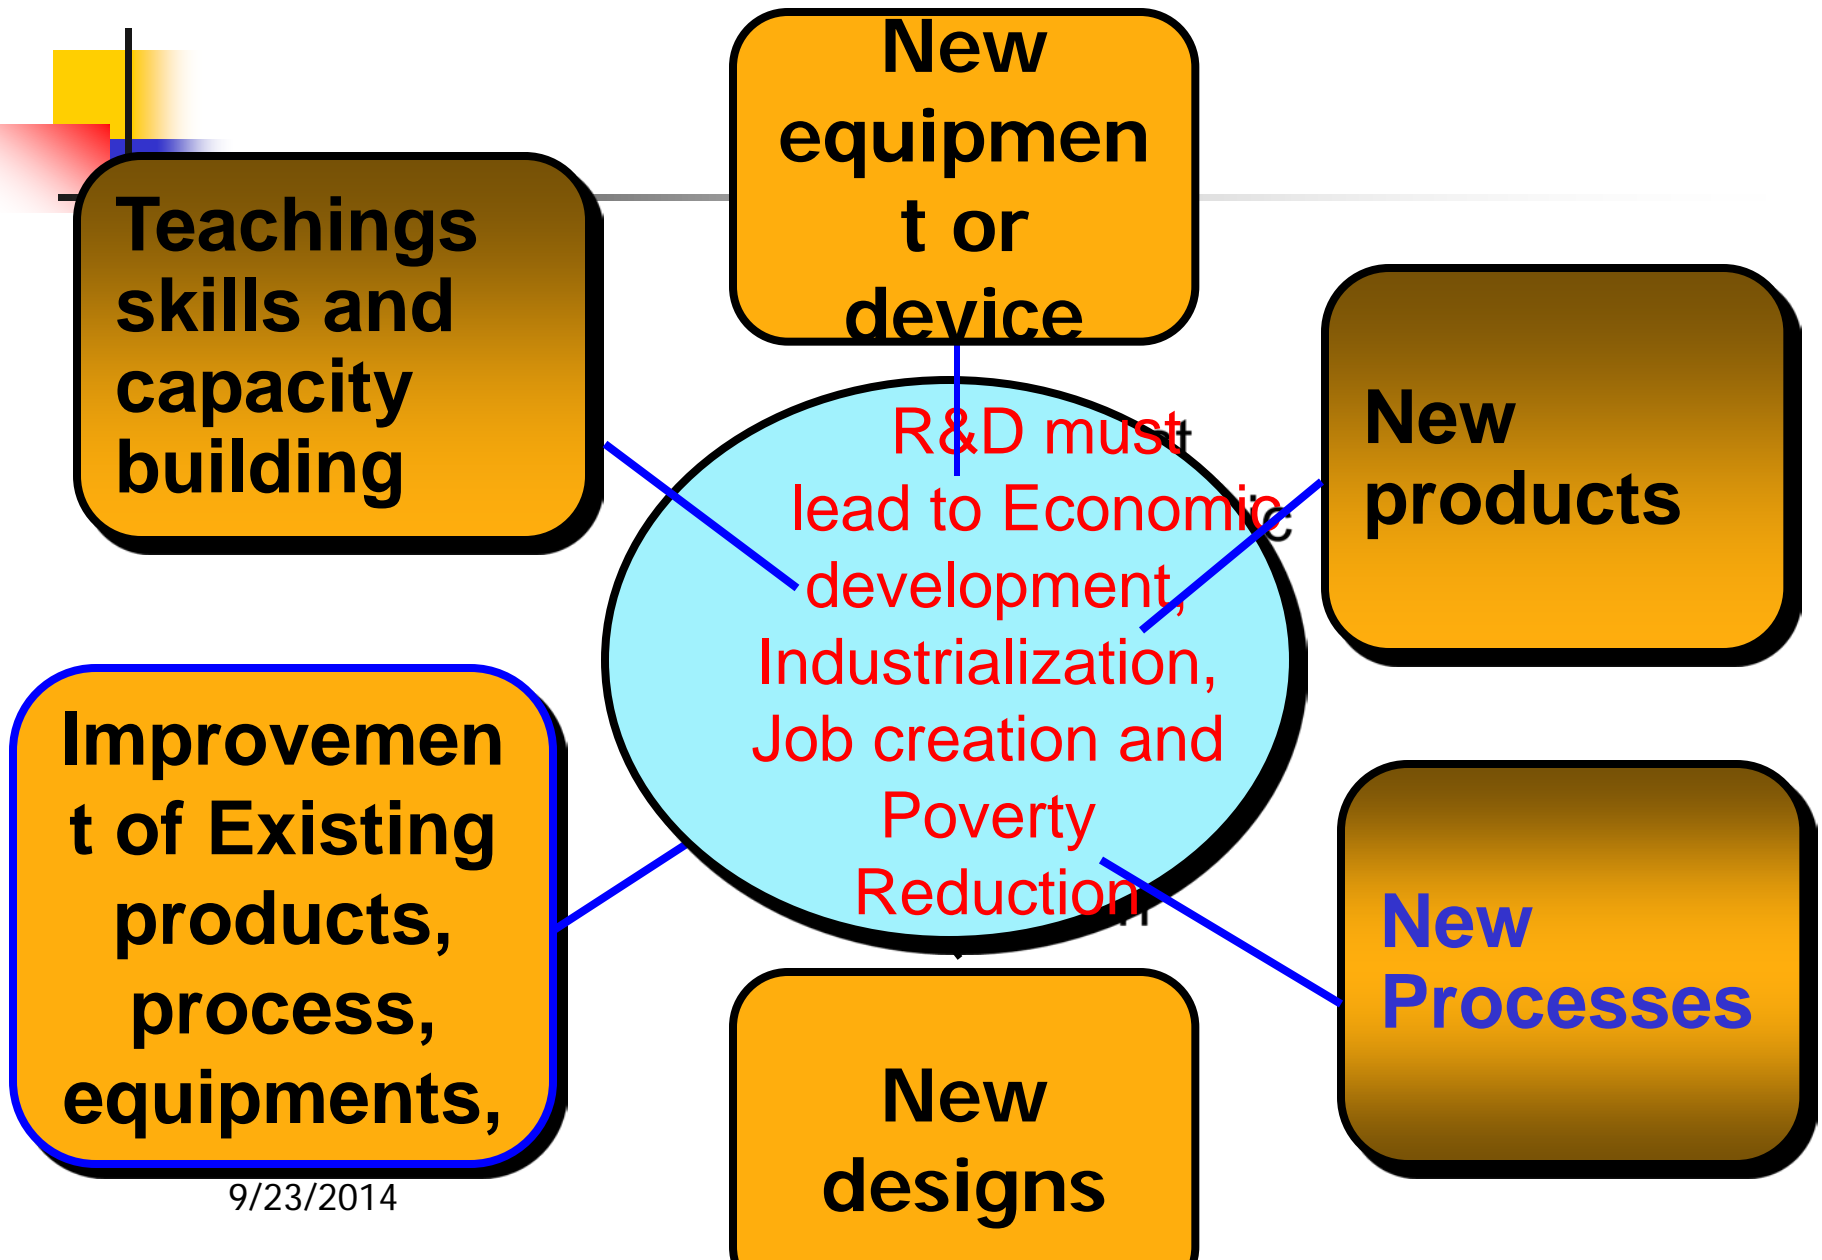 New
equipmen
t or
device
Teachings
skills and
capacity
building
New
products
R&D must
lead to Economic
development,
Industrialization,
Job creation and
Poverty
Reduction
Improvemen
t of Existing
products,
process,
equipments,
New
Processes
New
designs
9/23/2014